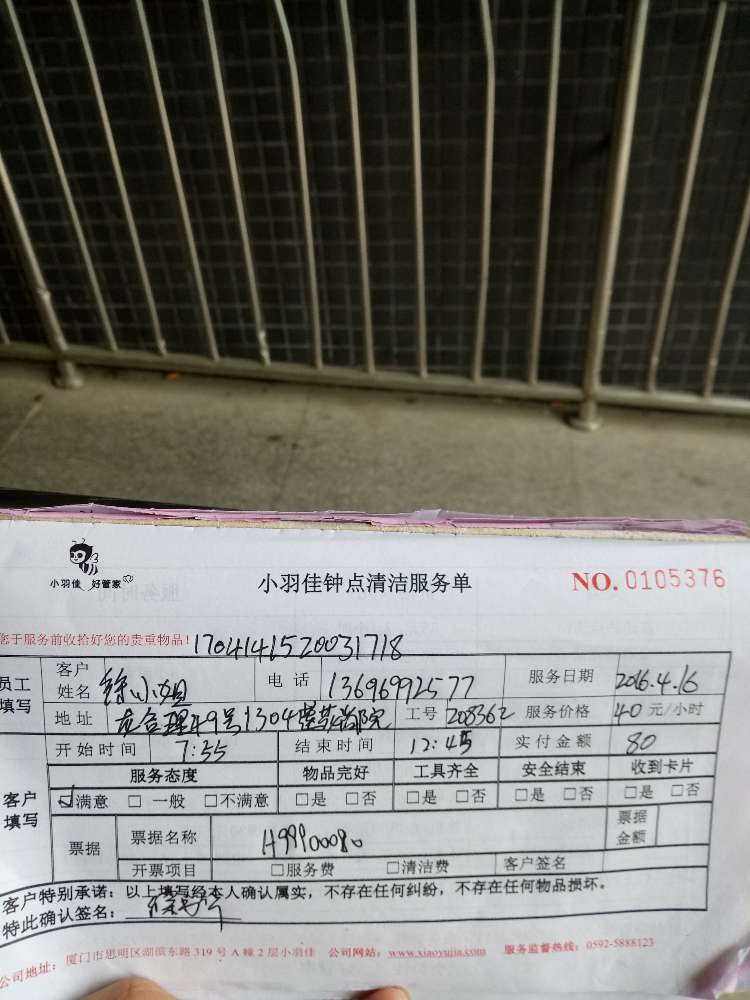 小羽佳 好管家
小羽佳钟点清洁服务单
NO. 0105376
您于服务前收拾好您的贵重物品! 1704141520031718
员工填写
客户姓名 徐小姐 电话 13696992577 服务日期 2016.4.16
地址 49号1304 工号 208362 服务价格 40 元/小时
开始时间 7:55 结束时间 12:45 实付金额 80
客户填写
服务态度 物品完好 工具齐全 安全结束 收到卡片
☑满意 □一般 □不满意 □是 □否 □是 □否 □是 □否 □是 □否
票据 票据名称 H99900080 票据金额
开票项目 □服务费 □清洁费 客户签名
客户特别承诺：以上填写经本人确认属实，不存在任何纠纷，不存在任何物品损坏。
特此确认签名：
公司地址：厦门市思明区湖滨东路 319 号 A 幢 2 层小羽佳 公司网站：www.xiaoyujia.com 服务监督热线：0592-5888123